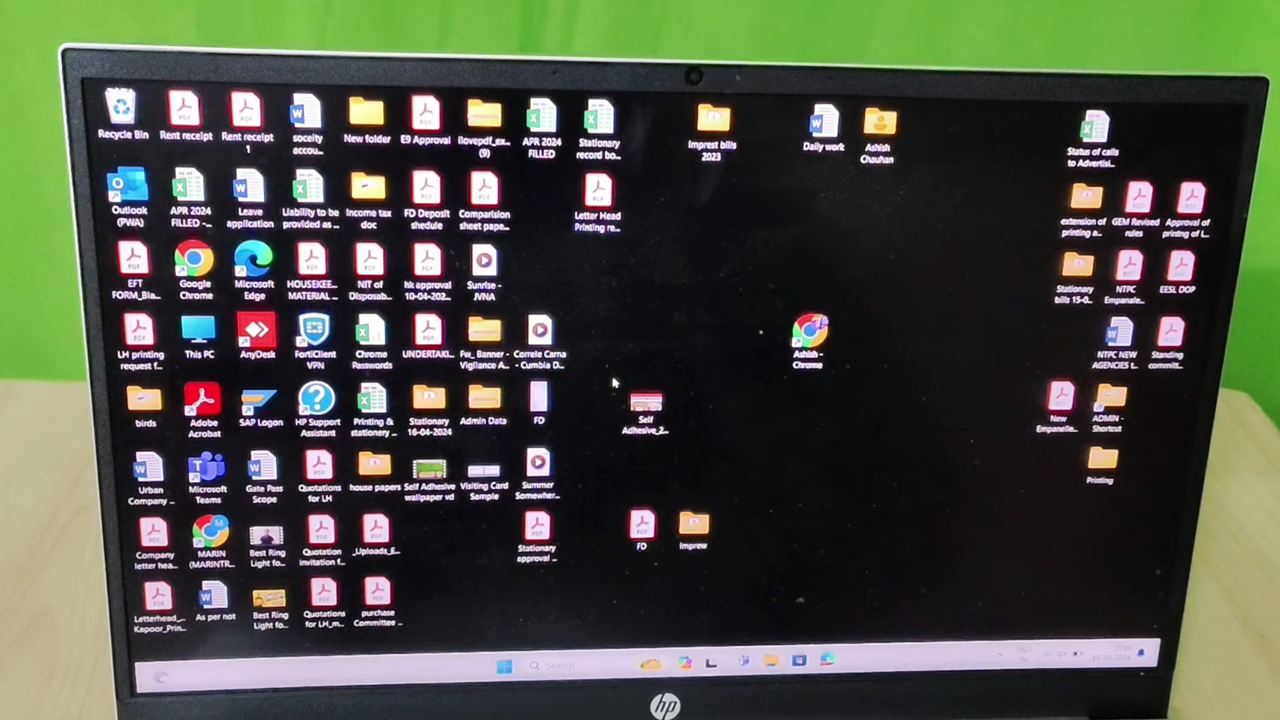 Recycle Bin
Rent receipt
Rent receipt
1
soceity
accou...
New folder
E9 Approval
ilovepdf_ex...
(9)
APR 2024
FILLED
Stationary
record bo...
Imprest bills
2023
Daily work
Ashish
Chauhan
Status of calls
to Advertisi...
Outlook
(PWA)
APR 2024
FILLED -...
Leave
application
Liability to be
provided as ...
Income tax
doc
FD Deposit
shedule
Comparision
sheet pape...
Letter Head
Printing re...
extension of
printing a...
GEM Revised
rules
Approval of
printng of L...
EFT
FORM_Bla...
Google
Chrome
Microsoft
Edge
HOUSEKEE...
MATERIAL ...
NIT of
Disposab...
hk approval
10-04-202...
Sunrise -
JVNA
Stationary
bills 15-0...
NTPC
Empanele...
EESL DOP
LH printing
request f...
This PC
AnyDesk
FortiClient
VPN
Chrome
Passwords
UNDERTAKI...
Fw_ Banner -
Vigilance A...
Correle Carna
- Cumbia D...
Ashish -
Chrome
NTPC NEW
AGENCIES t...
Standing
committ...
birds
Adobe
Acrobat
SAP Logon
HP Support
Assistant
Printing &
stationery ...
Stationary
16-04-2024
Admin Data
FD
Self
Adhesive_2...
New
Empanelle...
ADMIN -
Shortcut
Urban
Company ...
Microsoft
Teams
Gate Pass
Scope
Quotations
for LH
house papers
Self Adhesive
wallpaper vd
Visiting Card
Sample
Summer
Somewher...
Printing
Company
letter hea...
MARIN
(MARINTR...
Best Ring
Light fo...
Quotation
invitation f...
_Uploads_E...
Stationary
approval ...
FD
Imprew
Letterhead_...
Kapoor_Prin...
As per not
Best Ring
Light fo...
Quotations
for LH_m...
purchase
Committee ...
Search
hp